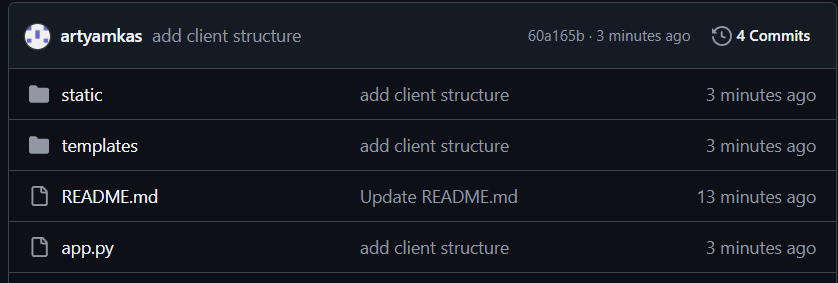 artyamkas add client structure 60a165b · 3 minutes ago 4 Commits
static add client structure 3 minutes ago
templates add client structure 3 minutes ago
README.md Update README.md 13 minutes ago
app.py add client structure 3 minutes ago